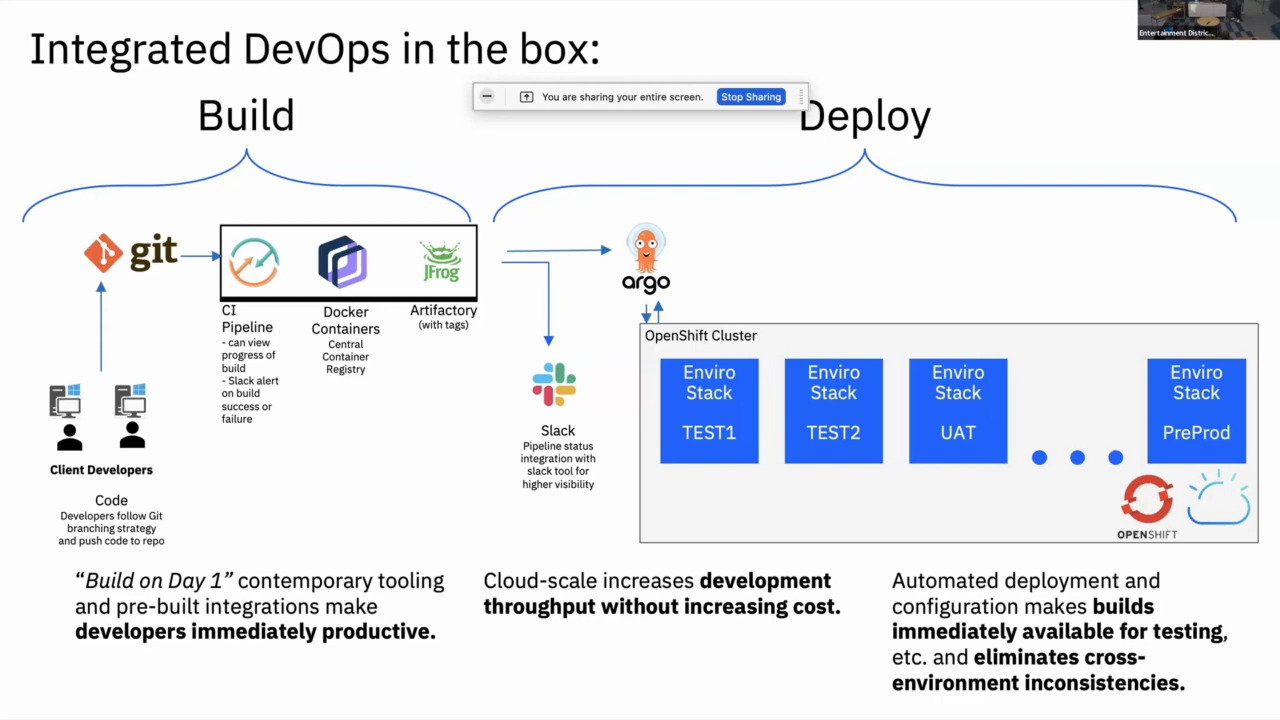 Integrated DevOps in the box:
Entertainment Distric...
You are sharing your entire screen.
Stop Sharing
Build
Deploy
git
JFrog
argo
CI
Pipeline
- can view
progress of
build
- Slack alert
on build
success or
failure
Docker
Containers
Central
Container
Registry
Artifactory
(with tags)
OpenShift Cluster
Enviro
Stack
TEST1
Enviro
Stack
TEST2
Enviro
Stack
UAT
Enviro
Stack
PreProd
OPENSHIFT
Slack
Pipeline status
integration with
slack tool for
higher visibility
Client Developers
Code
Developers follow Git
branching strategy
and push code to repo
“Build on Day 1” contemporary tooling
and pre-built integrations make
developers immediately productive.
Cloud-scale increases development
throughput without increasing cost.
Automated deployment and
configuration makes builds
immediately available for testing,
etc. and eliminates cross-
environment inconsistencies.